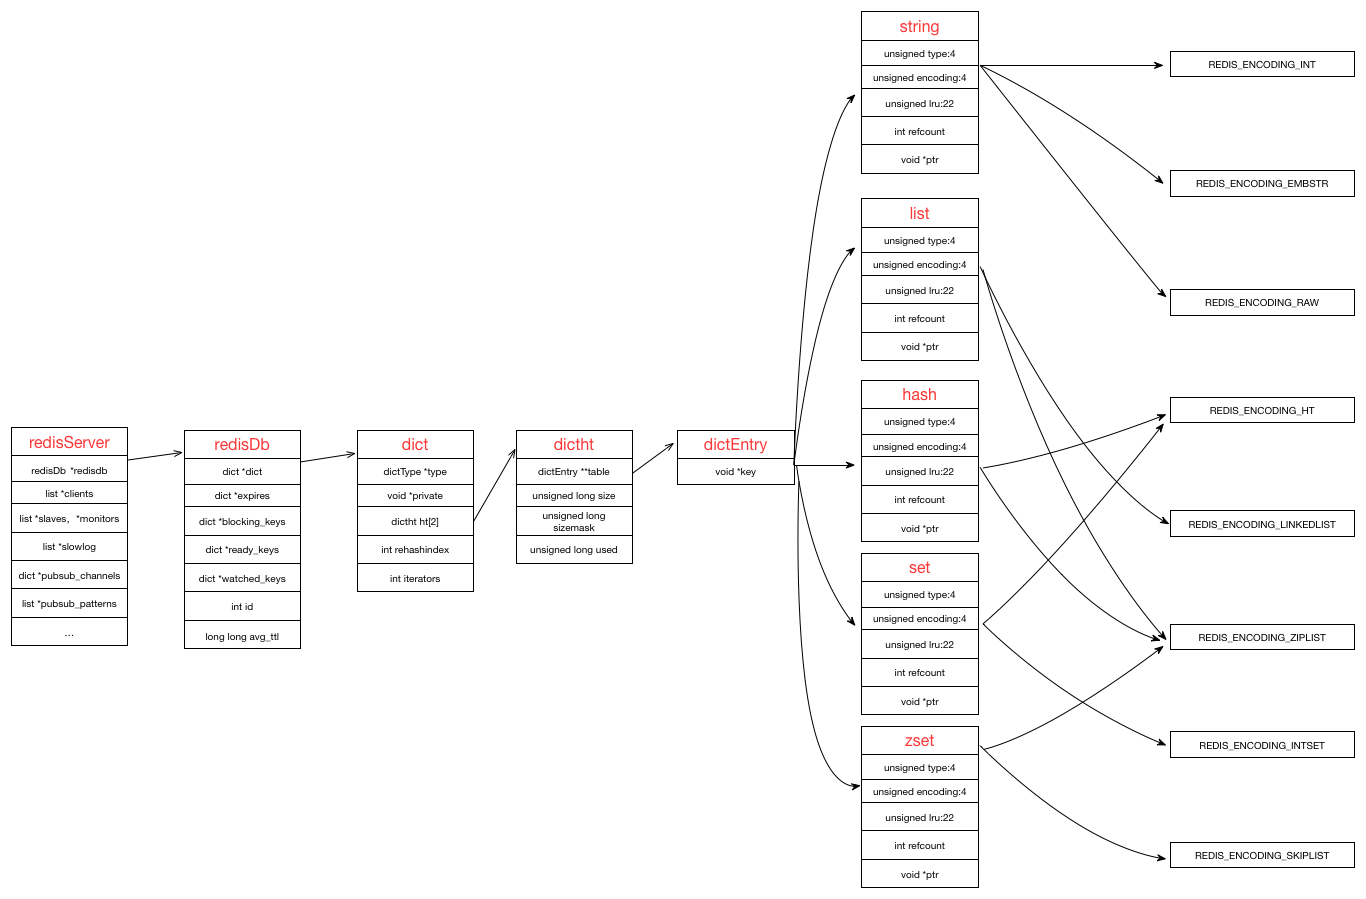 redisServer
redisDb *redisdb
list *clients
list *slaves, *monitors
list *slowlog
dict *pubsub_channels
list *pubsub_patterns
...
redisDb
dict *dict
dict *expires
dict *blocking_keys
dict *ready_keys
dict *watched_keys
int id
long long avg_ttl
dict
dictType *type
void *private
dictht ht[2]
int rehashindex
int iterators
dictht
dictEntry **table
unsigned long size
unsigned long
sizemask
unsigned long used
dictEntry
void *key
string
unsigned type:4
unsigned encoding:4
unsigned lru:22
int refcount
void *ptr
list
unsigned type:4
unsigned encoding:4
unsigned lru:22
int refcount
void *ptr
hash
unsigned type:4
unsigned encoding:4
unsigned lru:22
int refcount
void *ptr
set
unsigned type:4
unsigned encoding:4
unsigned lru:22
int refcount
void *ptr
zset
unsigned type:4
unsigned encoding:4
unsigned lru:22
int refcount
void *ptr
REDIS_ENCODING_INT
REDIS_ENCODING_EMBSTR
REDIS_ENCODING_RAW
REDIS_ENCODING_HT
REDIS_ENCODING_LINKEDLIST
REDIS_ENCODING_ZIPLIST
REDIS_ENCODING_INTSET
REDIS_ENCODING_SKIPLIST